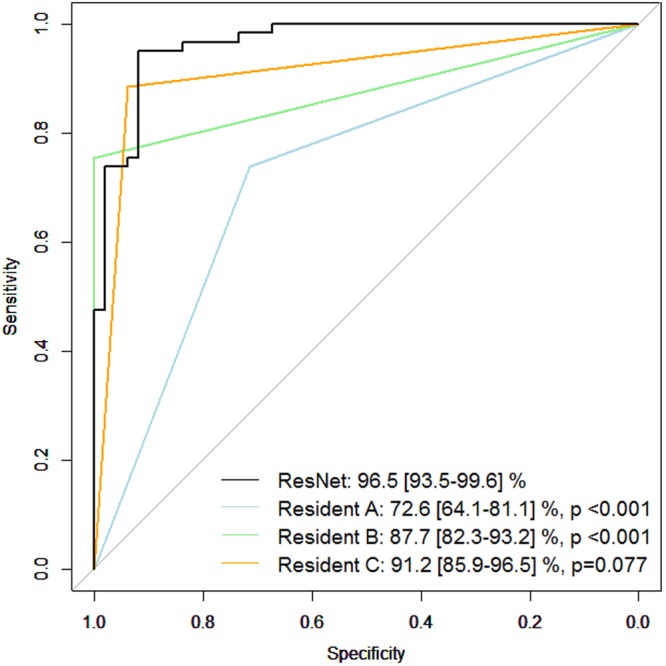 1.0
0.8
0.6
0.4
0.2
0.0
Sensitivity
ResNet: 96.5 [93.5-99.6] %
Resident A: 72.6 [64.1-81.1] %, p <0.001
Resident B: 87.7 [82.3-93.2] %, p <0.001
Resident C: 91.2 [85.9-96.5] %, p=0.077
1.0 0.8 0.6 0.4 0.2 0.0
Specificity